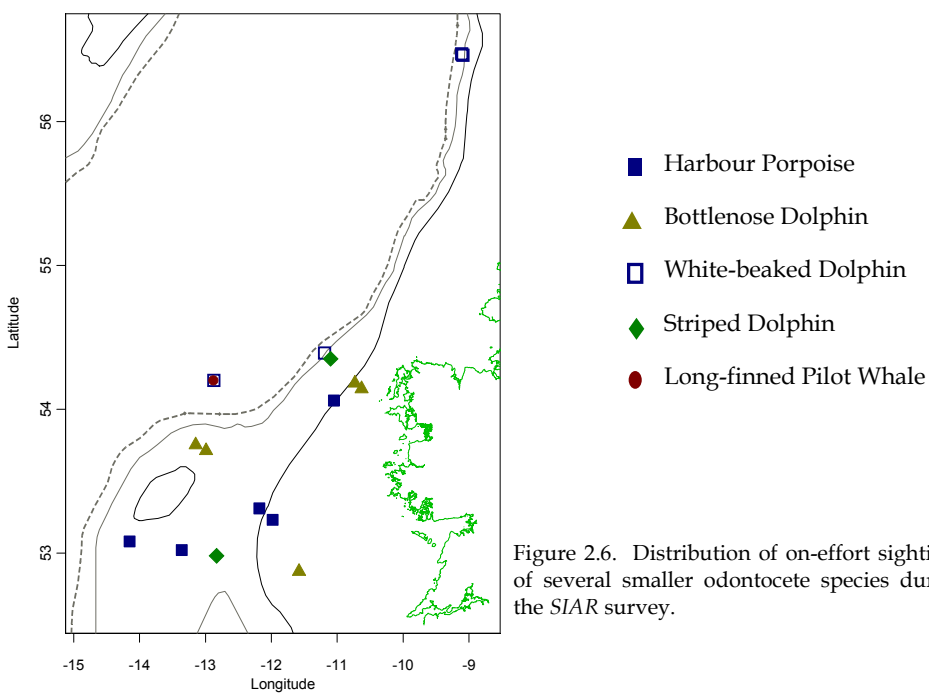 56
55
54
53
Latitude
-15 -14 -13 -12 -11 -10 -9
Longitude
Harbour Porpoise
Bottlenose Dolphin
White-beaked Dolphin
Striped Dolphin
Long-finned Pilot Whale
Figure 2.6. Distribution of on-effort sighti
of several smaller odontocete species dur
the SIAR survey.